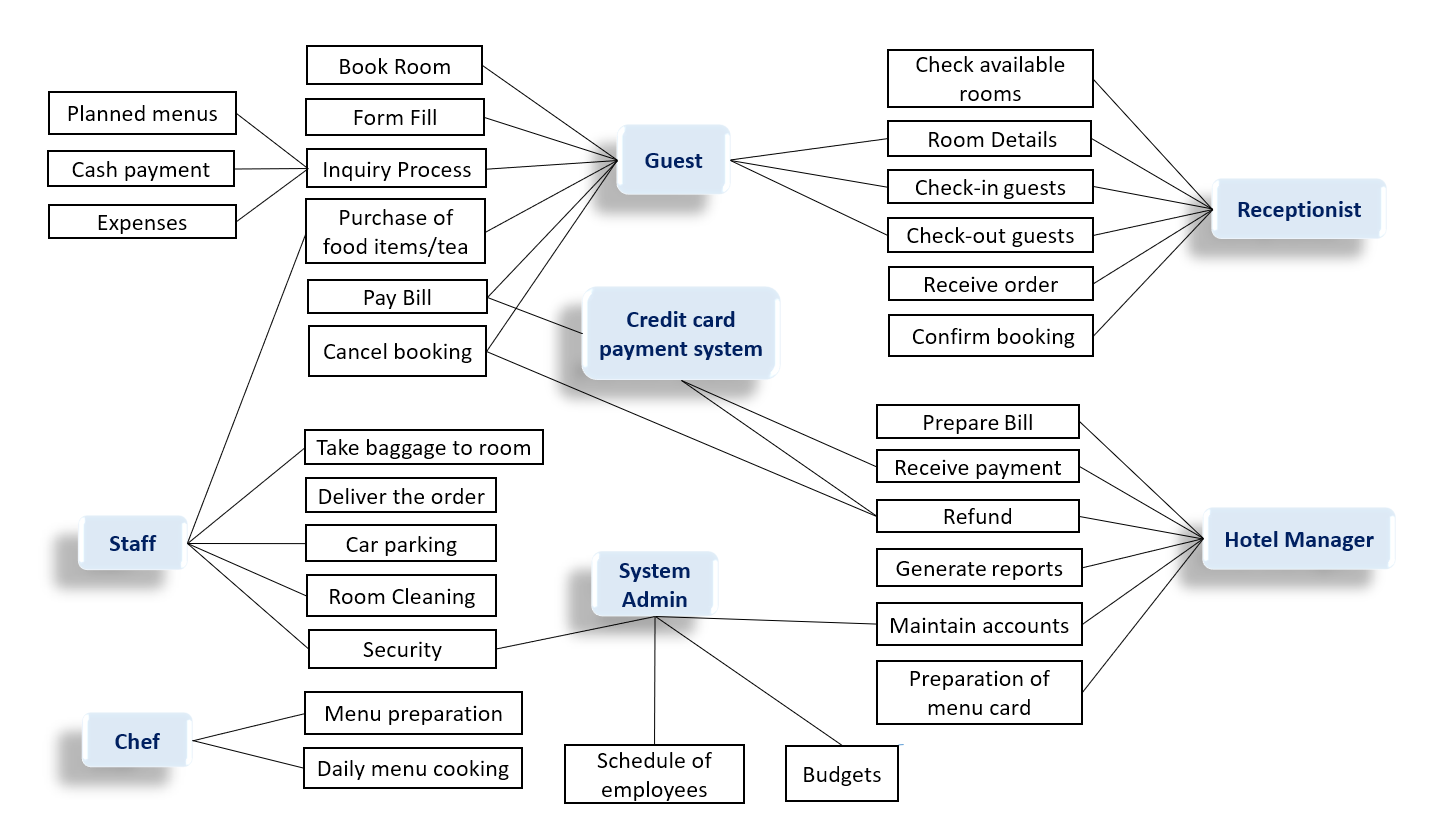 Book Room
Form Fill
Inquiry Process
Purchase of
food items/tea
Pay Bill
Cancel booking
Planned menus
Cash payment
Expenses
Guest
Check available
rooms
Room Details
Check-in guests
Check-out guests
Receive order
Confirm booking
Receptionist
Credit card
payment system
Prepare Bill
Receive payment
Refund
Generate reports
Maintain accounts
Preparation of
menu card
Hotel Manager
Take baggage to room
Deliver the order
Car parking
Room Cleaning
Security
Staff
System
Admin
Schedule of
employees
Budgets
Chef
Menu preparation
Daily menu cooking